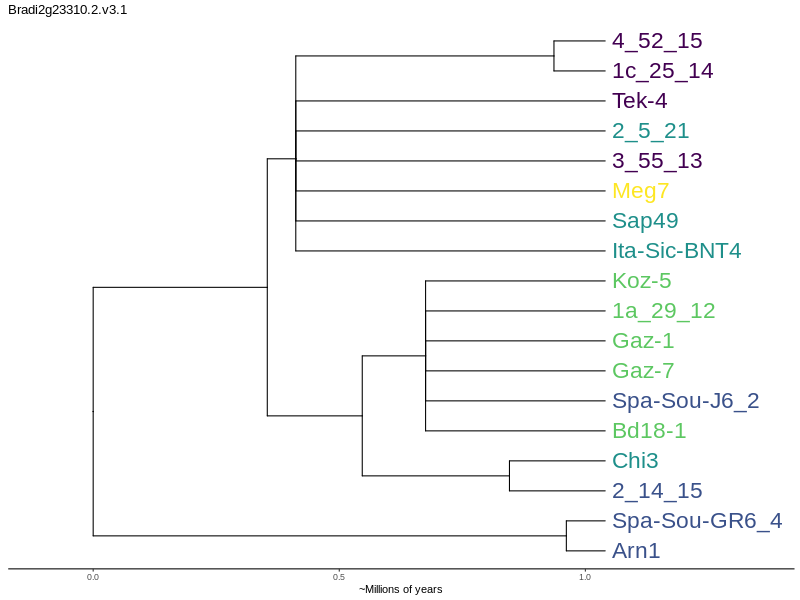 Bradi2g23310.2.v3.1
4_52_15
1c_25_14
Tek-4
2_5_21
3_55_13
Meg7
Sap49
Ita-Sic-BNT4
Koz-5
1a_29_12
Gaz-1
Gaz-7
Spa-Sou-J6_2
Bd18-1
Chi3
2_14_15
Spa-Sou-GR6_4
Arn1
0.0 0.5 1.0
~Millions of years